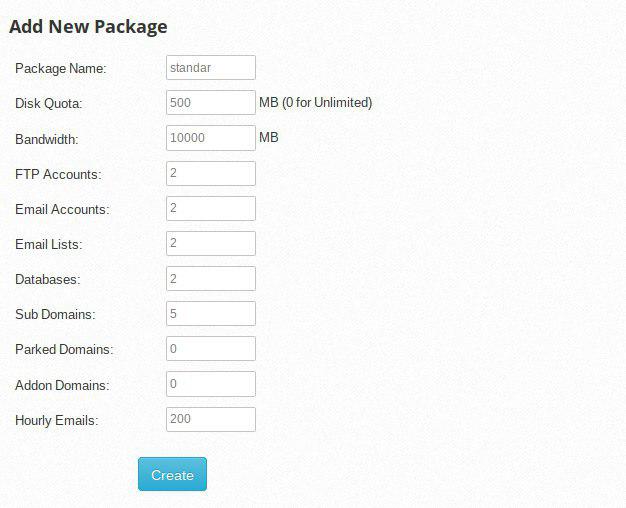 Add New Package
Package Name: standar
Disk Quota: 500 MB (0 for Unlimited)
Bandwidth: 10000 MB
FTP Accounts: 2
Email Accounts: 2
Email Lists: 2
Databases: 2
Sub Domains: 5
Parked Domains: 0
Addon Domains: 0
Hourly Emails: 200
Create